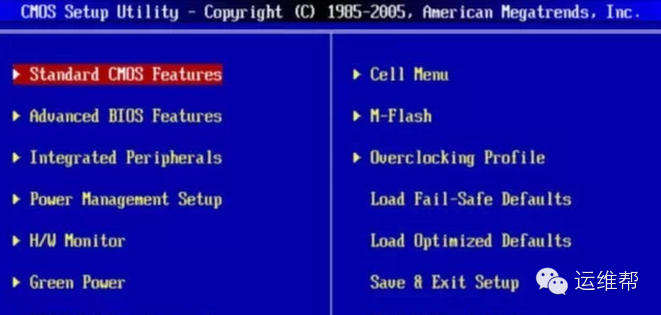 CMOS Setup Utility - Copyright (C) 1985-2005, American Megatrends, Inc.
Standard CMOS Features
Advanced BIOS Features
Integrated Peripherals
Power Management Setup
H/W Monitor
Green Power
Cell Menu
M-Flash
Overclocking Profile
Load Fail-Safe Defaults
Load Optimized Defaults
Save & Exit Setup
运维帮